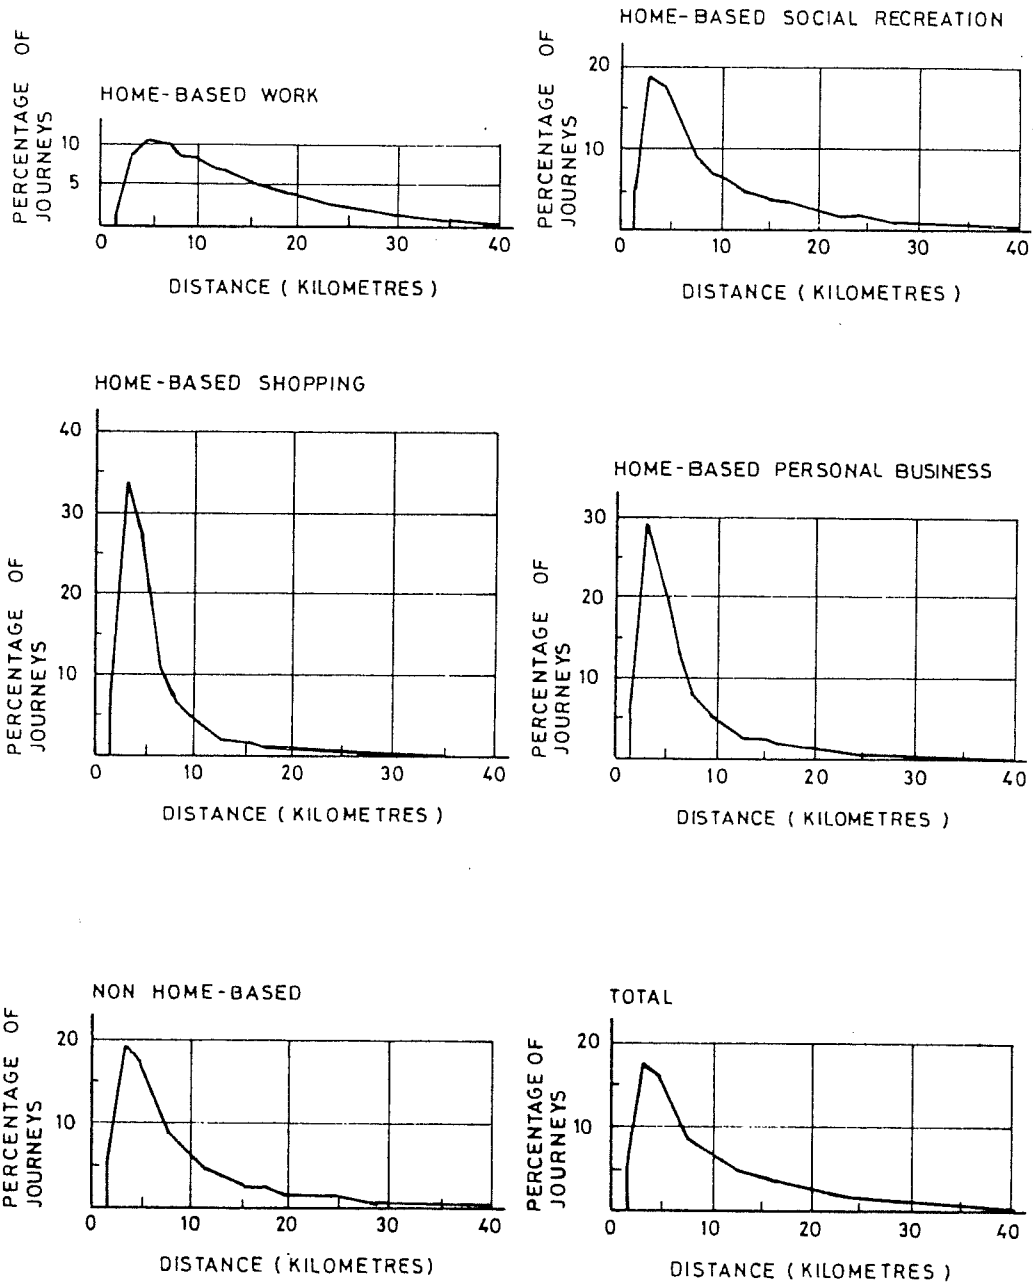 HOME-BASED WORK
PERCENTAGE OF
JOURNEYS
10
5
0 10 20 30 40
DISTANCE ( KILOMETRES )
HOME-BASED SOCIAL RECREATION
PERCENTAGE OF
JOURNEYS
20
10
0 10 20 30 40
DISTANCE ( KILOMETRES )
HOME-BASED SHOPPING
PERCENTAGE OF
JOURNEYS
40
30
20
10
0 10 20 30 40
DISTANCE ( KILOMETRES )
HOME-BASED PERSONAL BUSINESS
PERCENTAGE OF
JOURNEYS
30
20
10
0 10 20 30 40
DISTANCE ( KILOMETRES )
NON HOME-BASED
PERCENTAGE OF
JOURNEYS
20
10
0 10 20 30 40
DISTANCE (KILOMETRES)
TOTAL
PERCENTAGE OF
JOURNEYS
20
10
0 10 20 30 40
DISTANCE ( KILOMETRES )